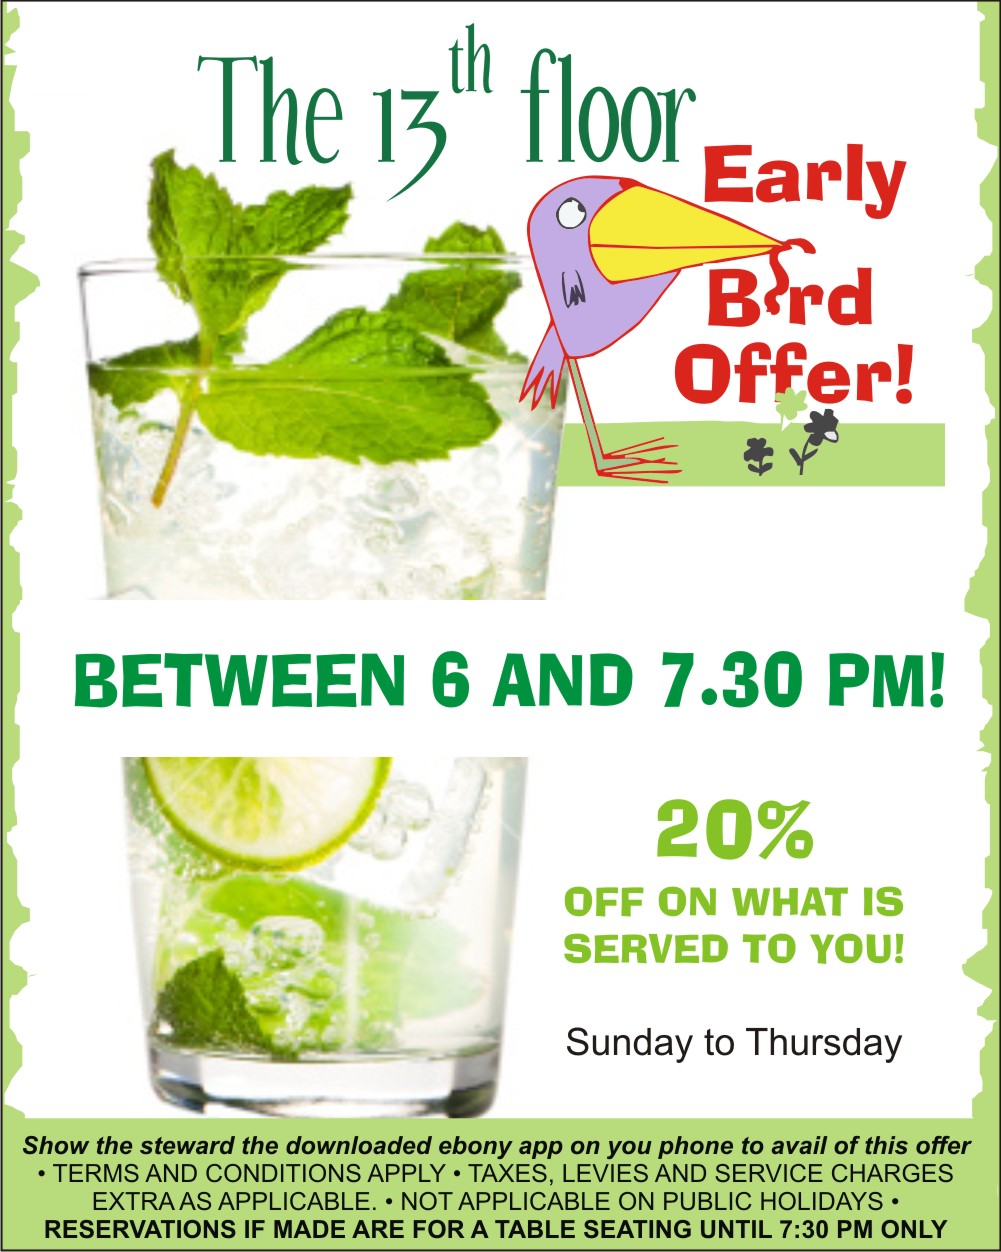 The 13th floor
Early
Bird
Offer!
BETWEEN 6 AND 7.30 PM!
20%
OFF ON WHAT IS
SERVED TO YOU!
Sunday to Thursday
Show the steward the downloaded ebony app on you phone to avail of this offer
• TERMS AND CONDITIONS APPLY • TAXES, LEVIES AND SERVICE CHARGES
EXTRA AS APPLICABLE. • NOT APPLICABLE ON PUBLIC HOLIDAYS •
RESERVATIONS IF MADE ARE FOR A TABLE SEATING UNTIL 7:30 PM ONLY